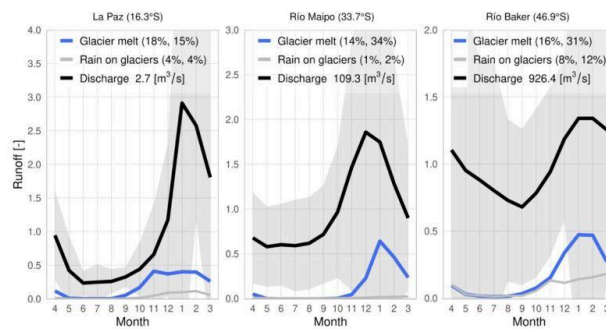 La Paz (16.3°S)
Glacier melt (18%, 15%)
Rain on glaciers (4%, 4%)
Discharge 2.7 [m³/s]
Runoff [-]
4.0
3.5
3.0
2.5
2.0
1.5
1.0
0.5
0.0
4 5 6 7 8 9 10 11 12 1 2 3
Month
Río Maipo (33.7°S)
Glacier melt (14%, 34%)
Rain on glaciers (1%, 2%)
Discharge 109.3 [m³/s]
3.0
2.5
2.0
1.5
1.0
0.5
0.0
4 5 6 7 8 9 10 11 12 1 2 3
Month
Río Baker (46.9°S)
Glacier melt (16%, 31%)
Rain on glaciers (8%, 12%)
Discharge 926.4 [m³/s]
2.0
1.5
1.0
0.5
0.0
4 5 6 7 8 9 10 11 12 1 2 3
Month